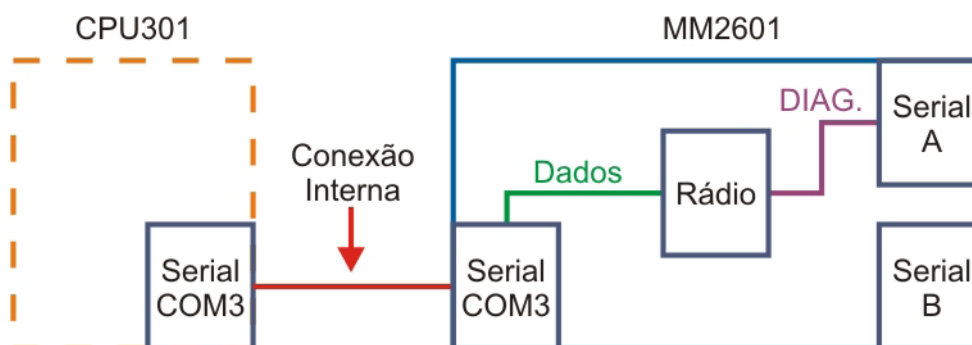 CPU301
MM2601
DIAG.
Serial
A
Conexão
Interna
Dados
Rádio
Serial
COM3
Serial
COM3
Serial
B